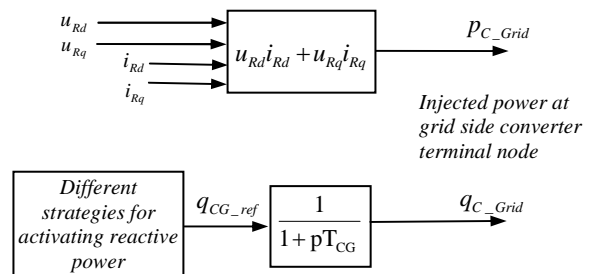 u_Rd
u_Rq
i_Rd
i_Rq
u_Rd i_Rd + u_Rq i_Rq
p_C_Grid
Injected power at
grid side converter
terminal node
Different
strategies for
activating reactive
power
q_CG_ref
1
1 + pT_CG
q_C_Grid